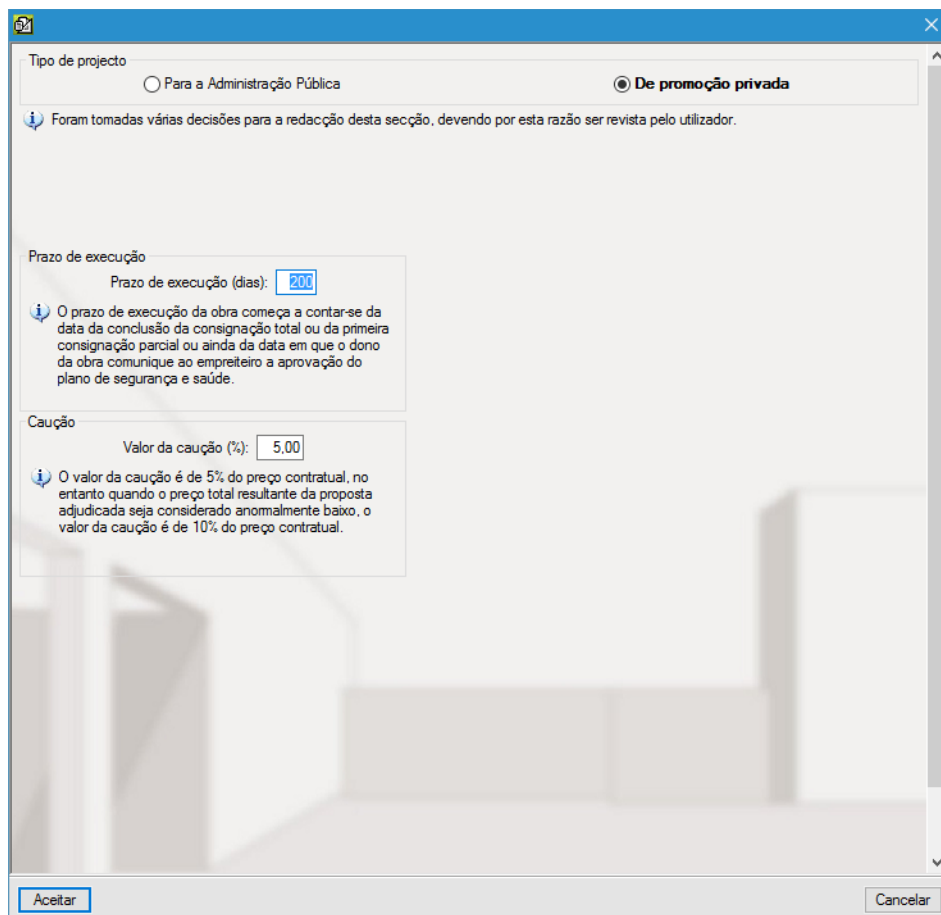 Tipo de projecto
Para a Administração Pública
De promoção privada
Foram tomadas várias decisões para a redacção desta secção, devendo por esta razão ser revista pelo utilizador.
Prazo de execução
Prazo de execução (dias): 200
O prazo de execução da obra começa a contar-se da
data da conclusão da consignação total ou da primeira
consignação parcial ou ainda da data em que o dono
da obra comunique ao empreiteiro a aprovação do
plano de segurança e saúde.
Caução
Valor da caução (%): 5,00
O valor da caução é de 5% do preço contratual, no
entanto quando o preço total resultante da proposta
adjudicada seja considerado anormalmente baixo, o
valor da caução é de 10% do preço contratual.
Aceitar
Cancelar